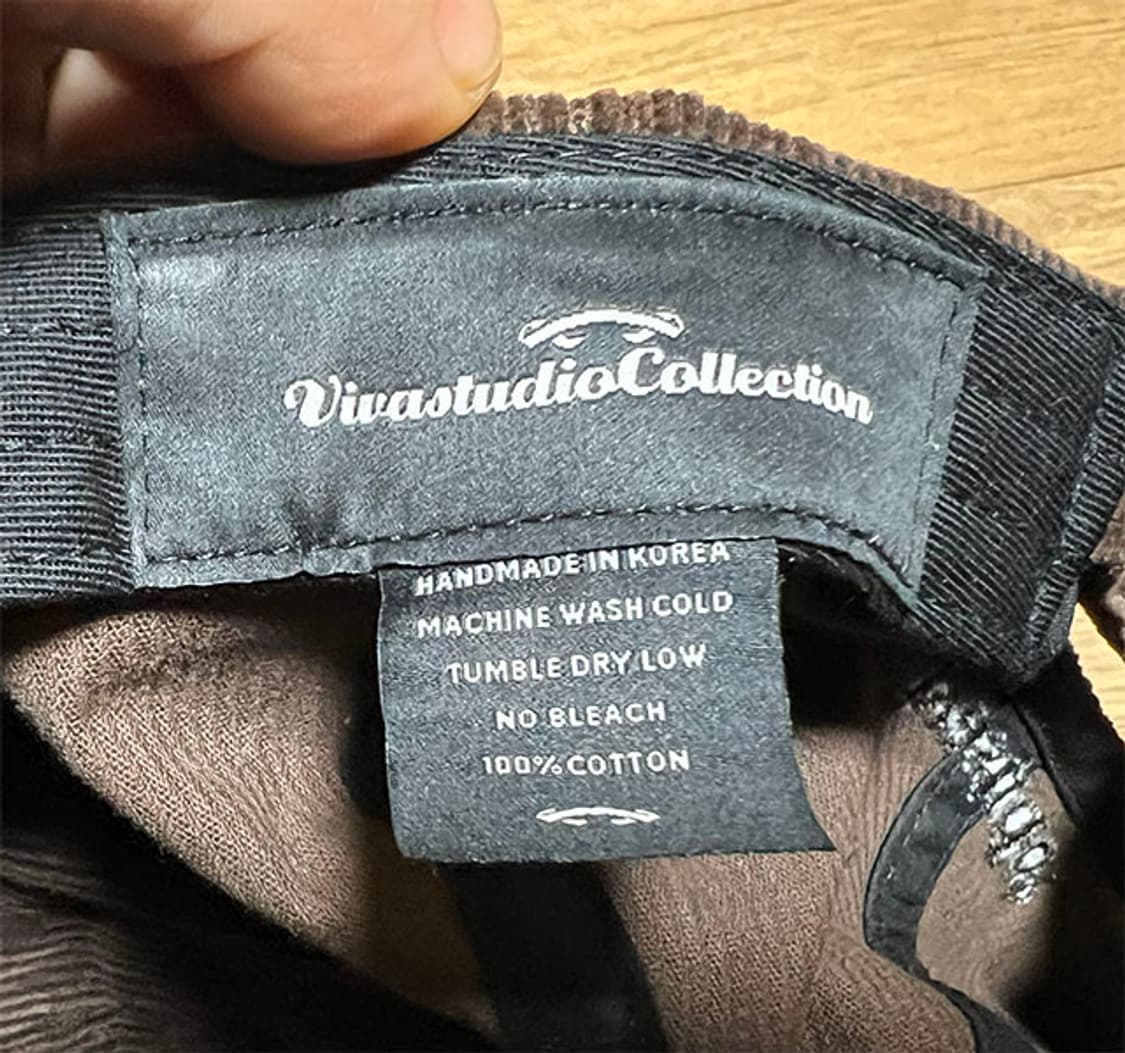 VivastudioCollection
HANDMADE IN KOREA
MACHINE WASH COLD
TUMBLE DRY LOW
NO BLEACH
100% COTTON